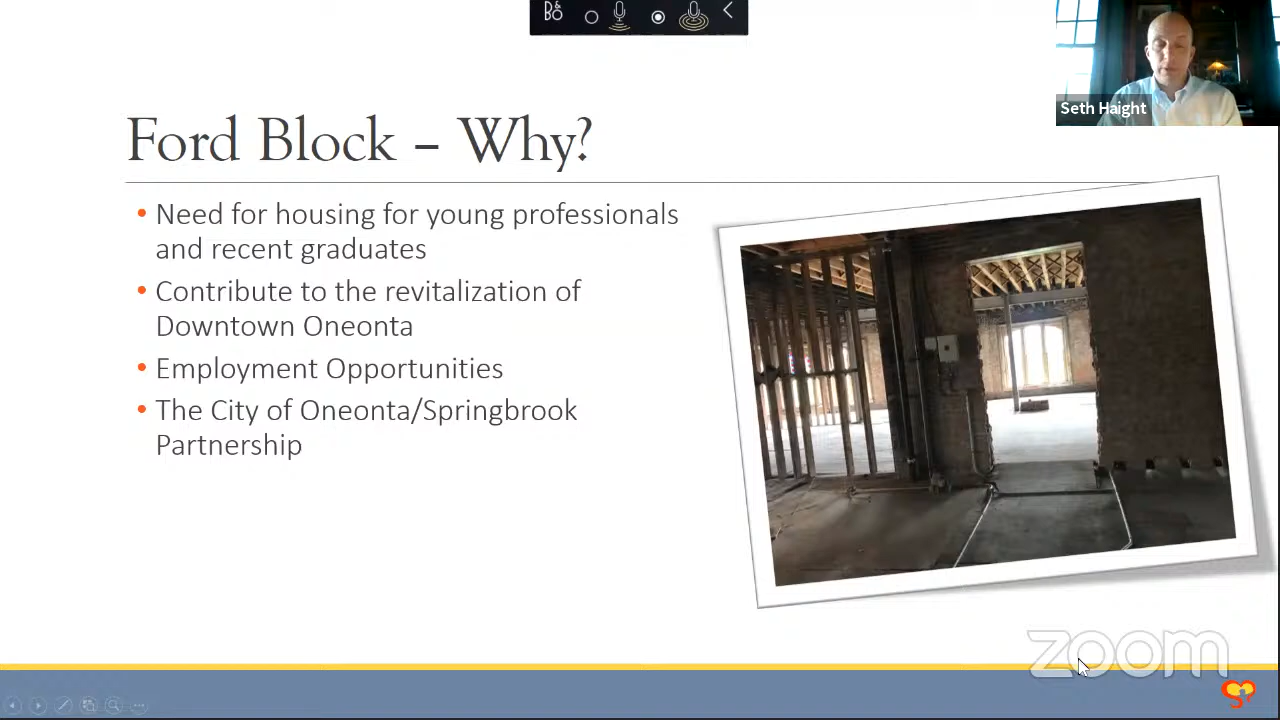 Seth Haight
Ford Block – Why?
• Need for housing for young professionals
and recent graduates
• Contribute to the revitalization of
Downtown Oneonta
• Employment Opportunities
• The City of Oneonta/Springbrook
Partnership
zoom